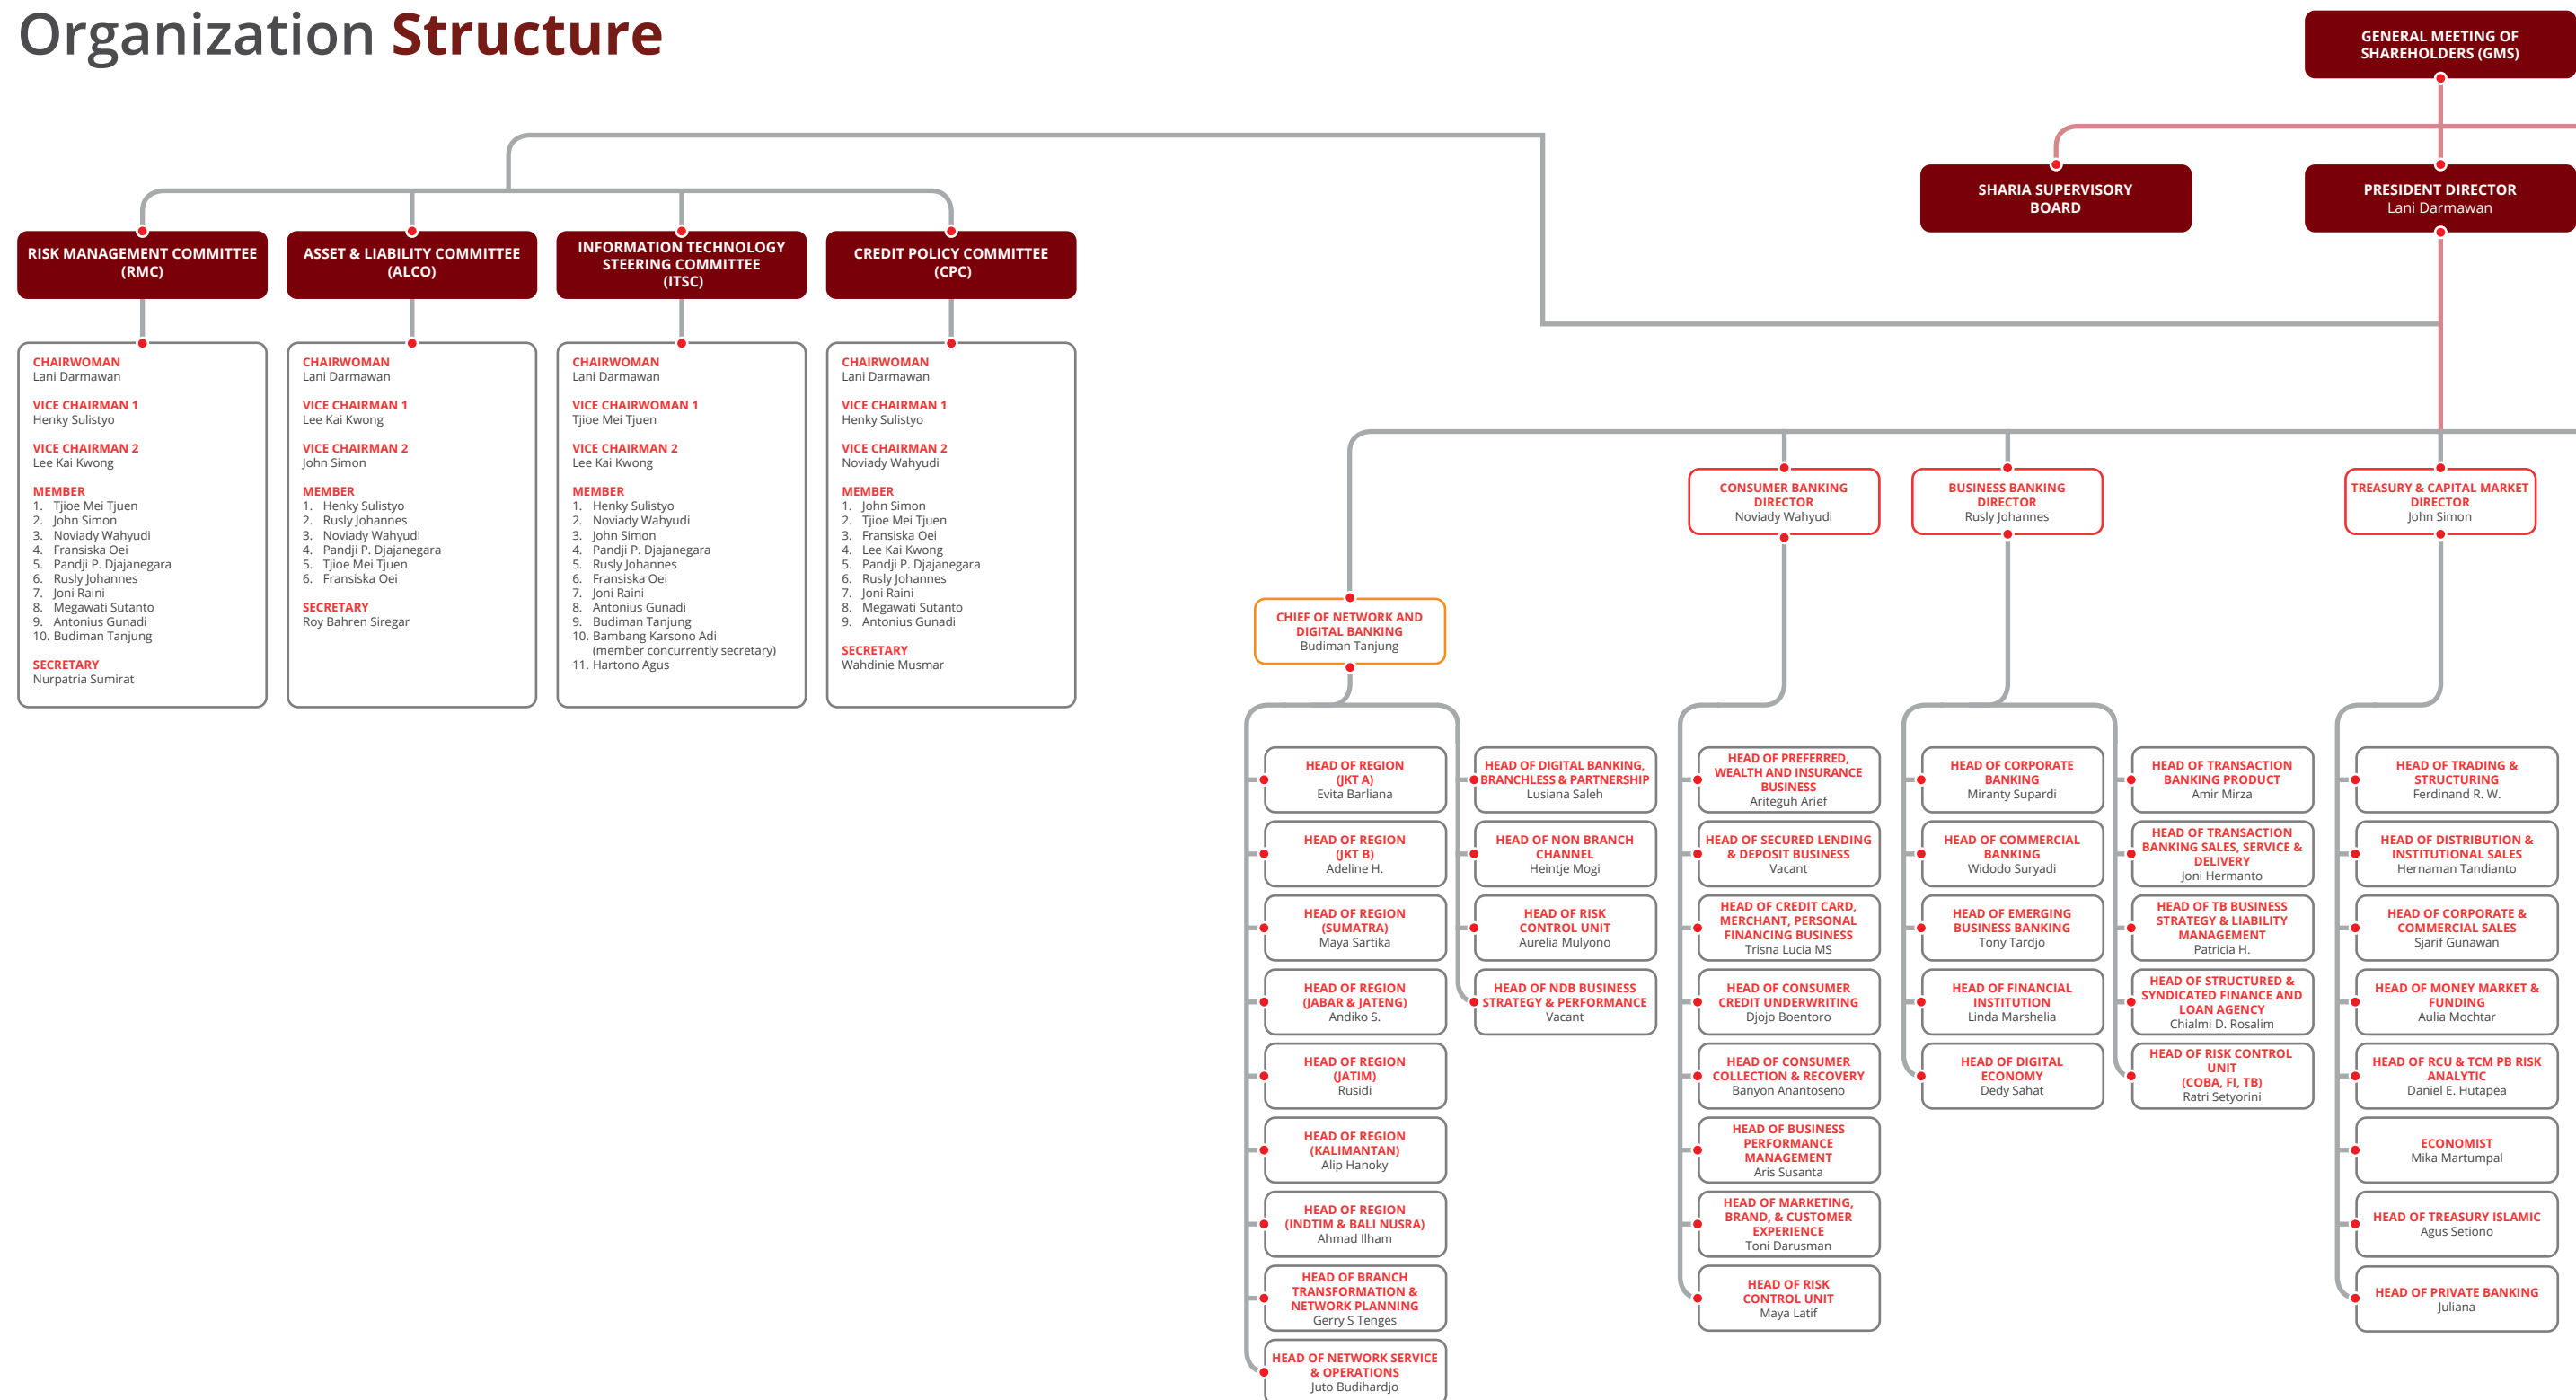 Organization Structure
GENERAL MEETING OF
SHAREHOLDERS (GMS)
SHARIA SUPERVISORY
BOARD
PRESIDENT DIRECTOR
Lani Darmawan
RISK MANAGEMENT COMMITTEE
(RMC)
ASSET & LIABILITY COMMITTEE
(ALCO)
INFORMATION TECHNOLOGY
STEERING COMMITTEE
(ITSC)
CREDIT POLICY COMMITTEE
(CPC)
CHAIRWOMAN
Lani Darmawan
VICE CHAIRMAN 1
Henky Sulistyo
VICE CHAIRMAN 2
Lee Kai Kwong
MEMBER
1. Tjioe Mei Tjuen
2. John Simon
3. Noviady Wahyudi
4. Fransiska Oei
5. Pandji P. Djajanegara
6. Rusly Johannes
7. Joni Raini
8. Megawati Sutanto
9. Antonius Gunadi
10. Budiman Tanjung
SECRETARY
Nurpatria Sumirat
CHAIRWOMAN
Lani Darmawan
VICE CHAIRMAN 1
Lee Kai Kwong
VICE CHAIRMAN 2
John Simon
MEMBER
1. Henky Sulistyo
2. Rusly Johannes
3. Noviady Wahyudi
4. Pandji P. Djajanegara
5. Tjioe Mei Tjuen
6. Fransiska Oei
SECRETARY
Roy Bahren Siregar
CHAIRWOMAN
Lani Darmawan
VICE CHAIRWOMAN 1
Tjioe Mei Tjuen
VICE CHAIRMAN 2
Lee Kai Kwong
MEMBER
1. Henky Sulistyo
2. Noviady Wahyudi
3. John Simon
4. Pandji P. Djajanegara
5. Rusly Johannes
6. Fransiska Oei
7. Joni Raini
8. Antonius Gunadi
9. Budiman Tanjung
10. Bambang Karsono Adi
(member concurrently secretary)
11. Hartono Agus
CHAIRWOMAN
Lani Darmawan
VICE CHAIRMAN 1
Henky Sulistyo
VICE CHAIRMAN 2
Noviady Wahyudi
MEMBER
1. John Simon
2. Tjioe Mei Tjuen
3. Fransiska Oei
4. Lee Kai Kwong
5. Pandji P. Djajanegara
6. Rusly Johannes
7. Joni Raini
8. Megawati Sutanto
9. Antonius Gunadi
SECRETARY
Wahdinie Musmar
CONSUMER BANKING
DIRECTOR
Noviady Wahyudi
BUSINESS BANKING
DIRECTOR
Rusly Johannes
TREASURY & CAPITAL MARKET
DIRECTOR
John Simon
CHIEF OF NETWORK AND
DIGITAL BANKING
Budiman Tanjung
HEAD OF REGION
(JKT A)
Evita Barliana
HEAD OF REGION
(JKT B)
Adeline H.
HEAD OF REGION
(SUMATRA)
Maya Sartika
HEAD OF REGION
(JABAR & JATENG)
Andiko S.
HEAD OF REGION
(JATIM)
Rusidi
HEAD OF REGION
(KALIMANTAN)
Alip Hanoky
HEAD OF REGION
(INDTIM & BALI NUSRA)
Ahmad Ilham
HEAD OF BRANCH
TRANSFORMATION &
NETWORK PLANNING
Gerry S Tenges
HEAD OF NETWORK SERVICE
& OPERATIONS
Juto Budihardjo
HEAD OF DIGITAL BANKING,
BRANCHLESS & PARTNERSHIP
Lusiana Saleh
HEAD OF NON BRANCH
CHANNEL
Heintje Mogi
HEAD OF RISK
CONTROL UNIT
Aurelia Mulyono
HEAD OF NDB BUSINESS
STRATEGY & PERFORMANCE
Vacant
HEAD OF PREFERRED,
WEALTH AND INSURANCE
BUSINESS
Ariteguh Arief
HEAD OF SECURED LENDING
& DEPOSIT BUSINESS
Vacant
HEAD OF CREDIT CARD,
MERCHANT, PERSONAL
FINANCING BUSINESS
Trisna Lucia MS
HEAD OF CONSUMER
CREDIT UNDERWRITING
Djojo Boentoro
HEAD OF CONSUMER
COLLECTION & RECOVERY
Banyon Anantoseno
HEAD OF BUSINESS
PERFORMANCE
MANAGEMENT
Aris Susanta
HEAD OF MARKETING,
BRAND, & CUSTOMER
EXPERIENCE
Toni Darusman
HEAD OF RISK
CONTROL UNIT
Maya Latif
HEAD OF CORPORATE
BANKING
Miranty Supardi
HEAD OF COMMERCIAL
BANKING
Widodo Suryadi
HEAD OF EMERGING
BUSINESS BANKING
Tony Tardjo
HEAD OF FINANCIAL
INSTITUTION
Linda Marshelia
HEAD OF DIGITAL
ECONOMY
Dedy Sahat
HEAD OF TRANSACTION
BANKING PRODUCT
Amir Mirza
HEAD OF TRANSACTION
BANKING SALES, SERVICE &
DELIVERY
Joni Hermanto
HEAD OF TB BUSINESS
STRATEGY & LIABILITY
MANAGEMENT
Patricia H.
HEAD OF STRUCTURED &
SYNDICATED FINANCE AND
LOAN AGENCY
Chialmi D. Rosalim
HEAD OF RISK CONTROL
UNIT
(COBA, FI, TB)
Ratri Setyorini
HEAD OF TRADING &
STRUCTURING
Ferdinand R. W.
HEAD OF DISTRIBUTION &
INSTITUTIONAL SALES
Hernaman Tandianto
HEAD OF CORPORATE &
COMMERCIAL SALES
Sjarif Gunawan
HEAD OF MONEY MARKET &
FUNDING
Aulia Mochtar
HEAD OF RCU & TCM PB RISK
ANALYTIC
Daniel E. Hutapea
ECONOMIST
Mika Martumpal
HEAD OF TREASURY ISLAMIC
Agus Setiono
HEAD OF PRIVATE BANKING
Juliana